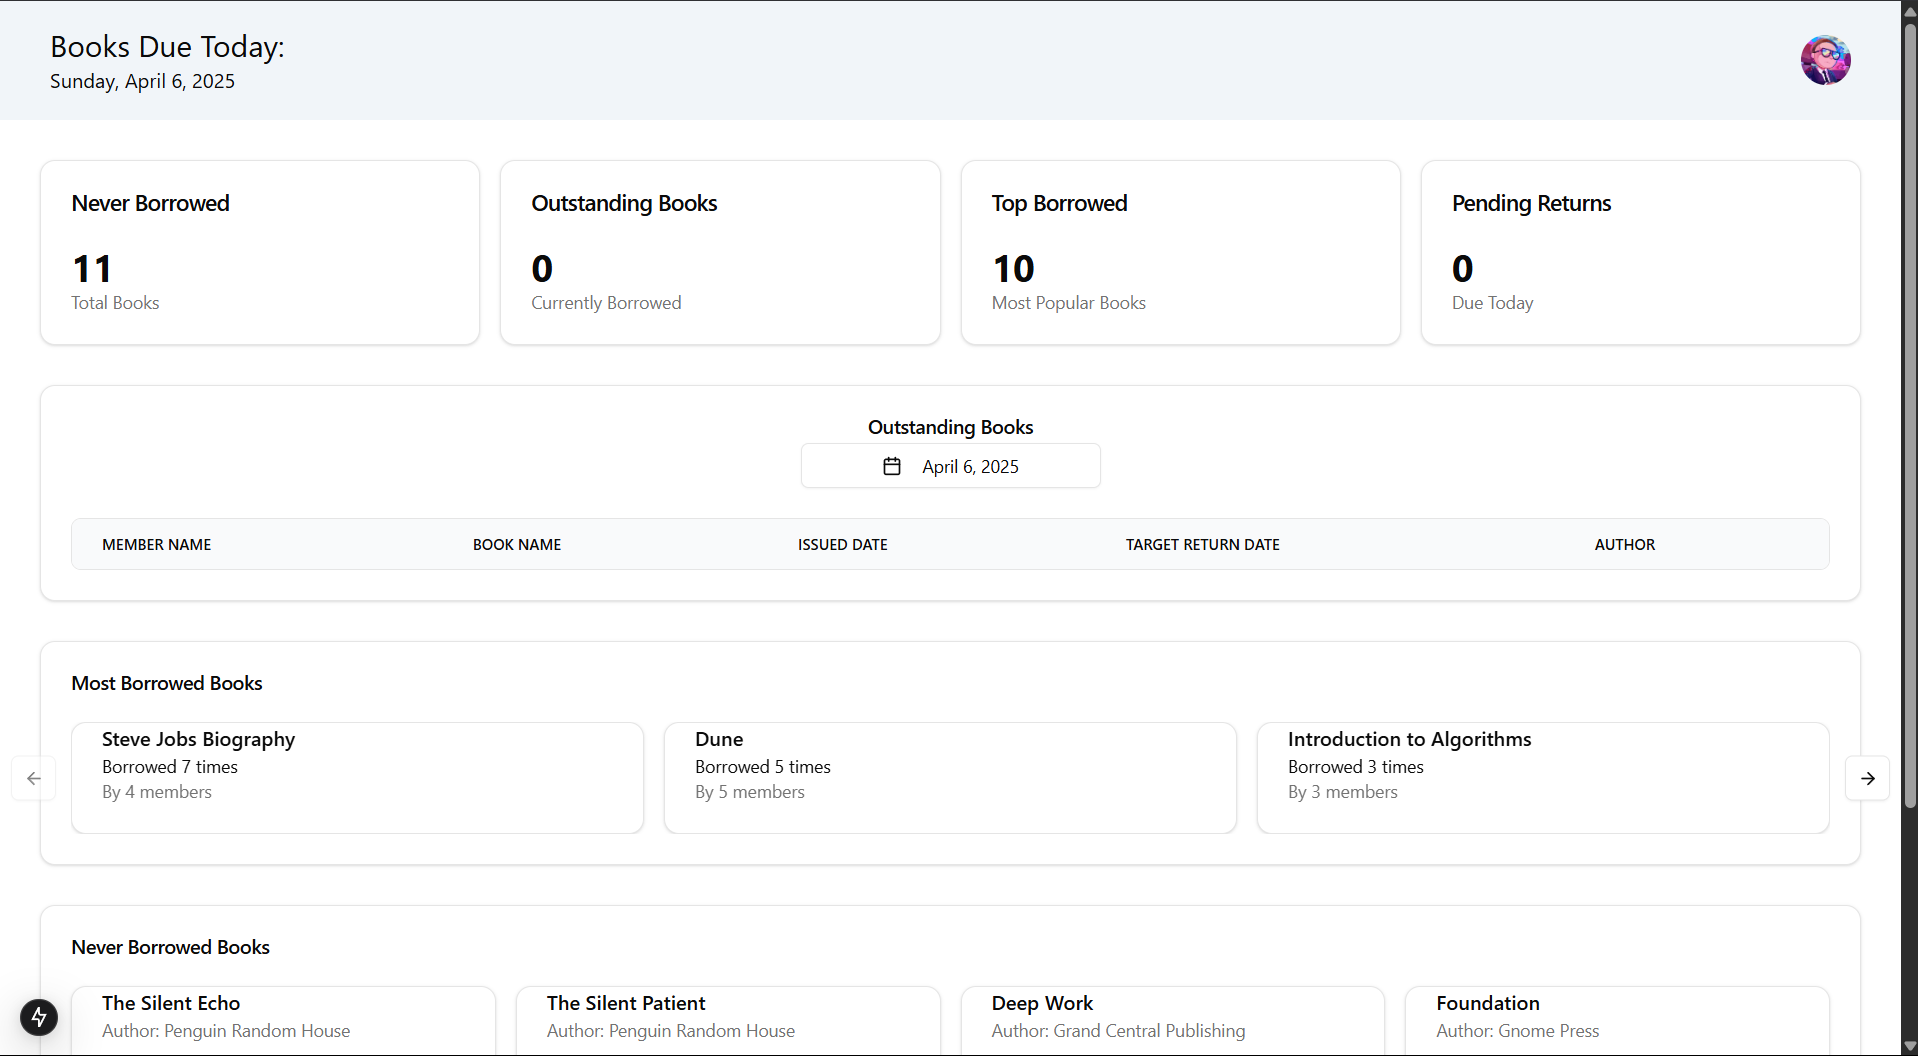 Books Due Today:
Sunday, April 6, 2025
Never Borrowed
11
Total Books
Outstanding Books
0
Currently Borrowed
Top Borrowed
10
Most Popular Books
Pending Returns
0
Due Today
Outstanding Books
April 6, 2025
MEMBER NAME BOOK NAME ISSUED DATE TARGET RETURN DATE AUTHOR
Most Borrowed Books
Steve Jobs Biography
Borrowed 7 times
By 4 members
Dune
Borrowed 5 times
By 5 members
Introduction to Algorithms
Borrowed 3 times
By 3 members
Never Borrowed Books
The Silent Echo
Author: Penguin Random House
The Silent Patient
Author: Penguin Random House
Deep Work
Author: Grand Central Publishing
Foundation
Author: Gnome Press